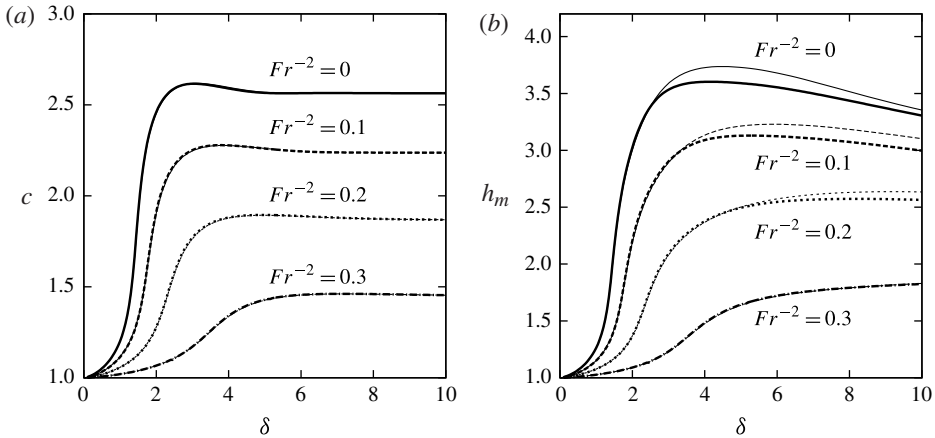 (a)
3.0
2.5
2.0
1.5
1.0
c
Fr⁻² = 0
Fr⁻² = 0.1
Fr⁻² = 0.2
Fr⁻² = 0.3
0 2 4 6 8 10
δ
(b)
4.0
3.5
3.0
2.5
2.0
1.5
1.0
hₘ
Fr⁻² = 0
Fr⁻² = 0.1
Fr⁻² = 0.2
Fr⁻² = 0.3
0 2 4 6 8 10
δ